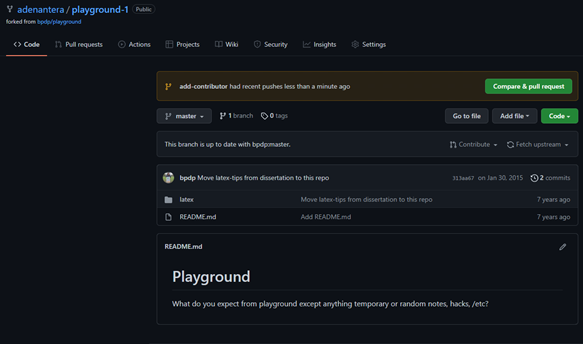 adenantera / playground-1 Public
forked from bpdp/playground
Code Pull requests Actions Projects Wiki Security Insights Settings
add-contributor had recent pushes less than a minute ago Compare & pull request
master 1 branch 0 tags Go to file Add file Code
This branch is up to date with bpdp:master. Contribute Fetch upstream
bpdp Move latex-tips from dissertation to this repo 313aa67 on Jan 30, 2015 2 commits
latex Move latex-tips from dissertation to this repo 7 years ago
README.md Add README.md 7 years ago
README.md
Playground
What do you expect from playground except anything temporary or random notes, hacks, /etc?